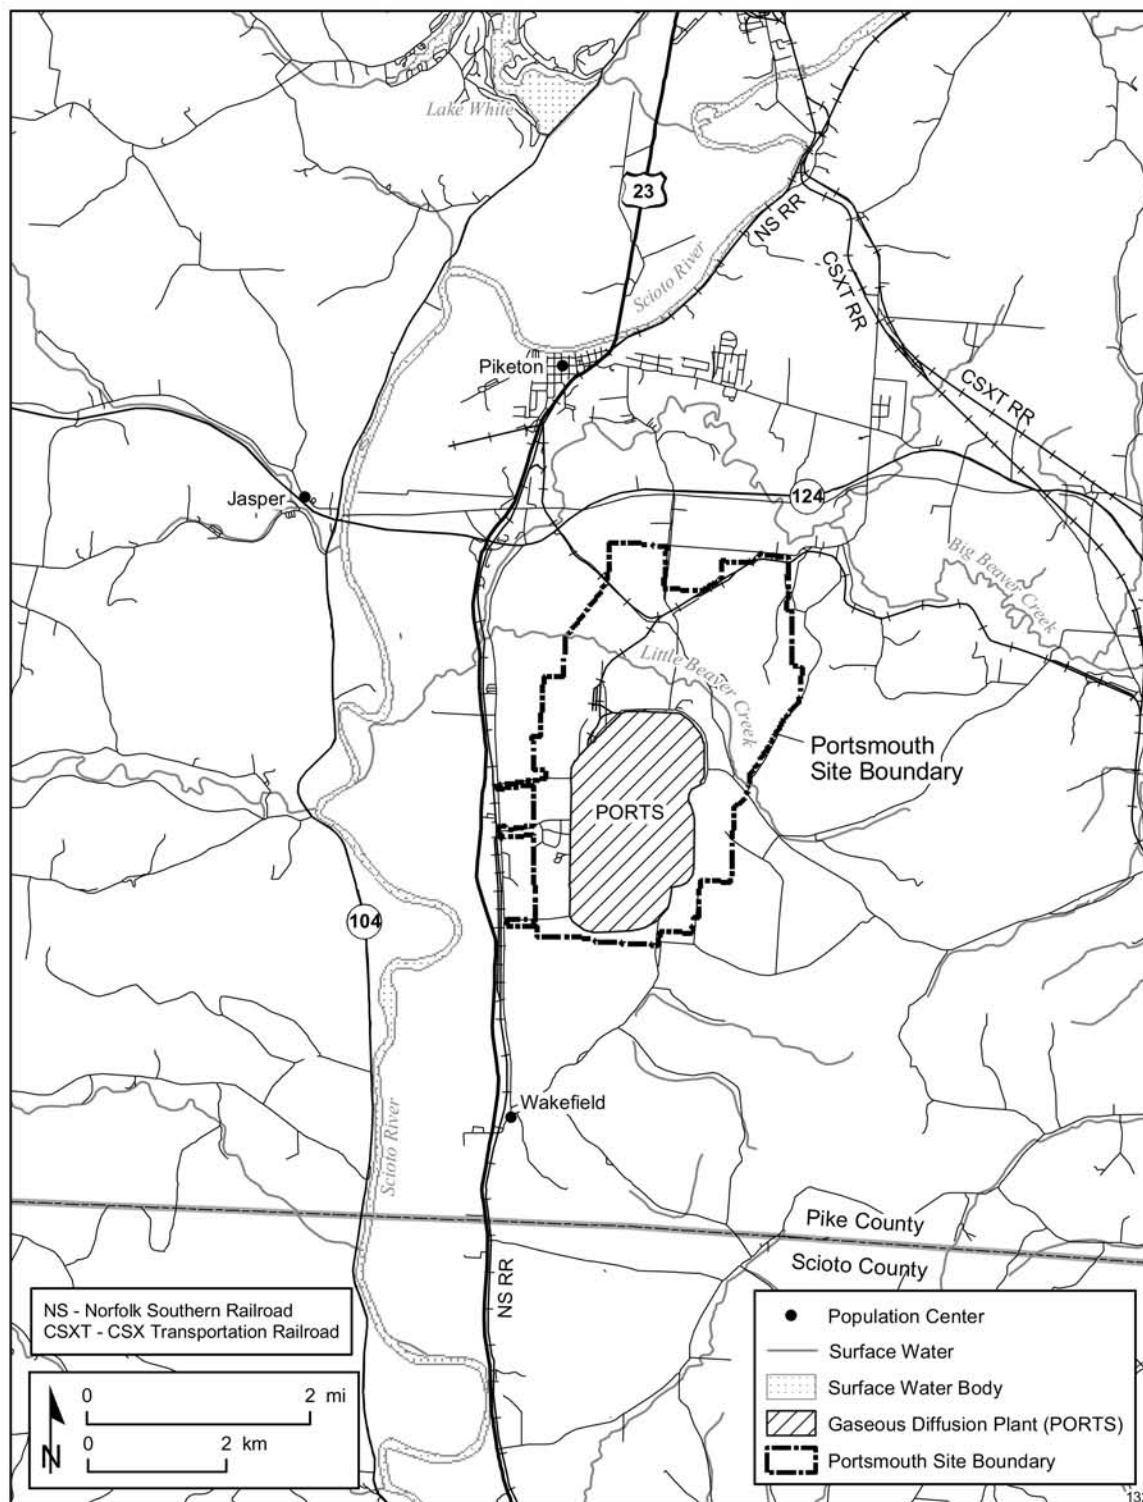 Lake White
23
NS RR
Scioto River
CSXT RR
CSXT RR
Piketon
Jasper
124
Big Beaver
Creek
Little Beaver
Creek
Portsmouth
Site Boundary
PORTS
104
Wakefield
Scioto River
Pike County
Scioto County
NS RR
NS - Norfolk Southern Railroad
CSXT - CSX Transportation Railroad
0 2 mi
0 2 km
N
Population Center
Surface Water
Surface Water Body
Gaseous Diffusion Plant (PORTS)
Portsmouth Site Boundary